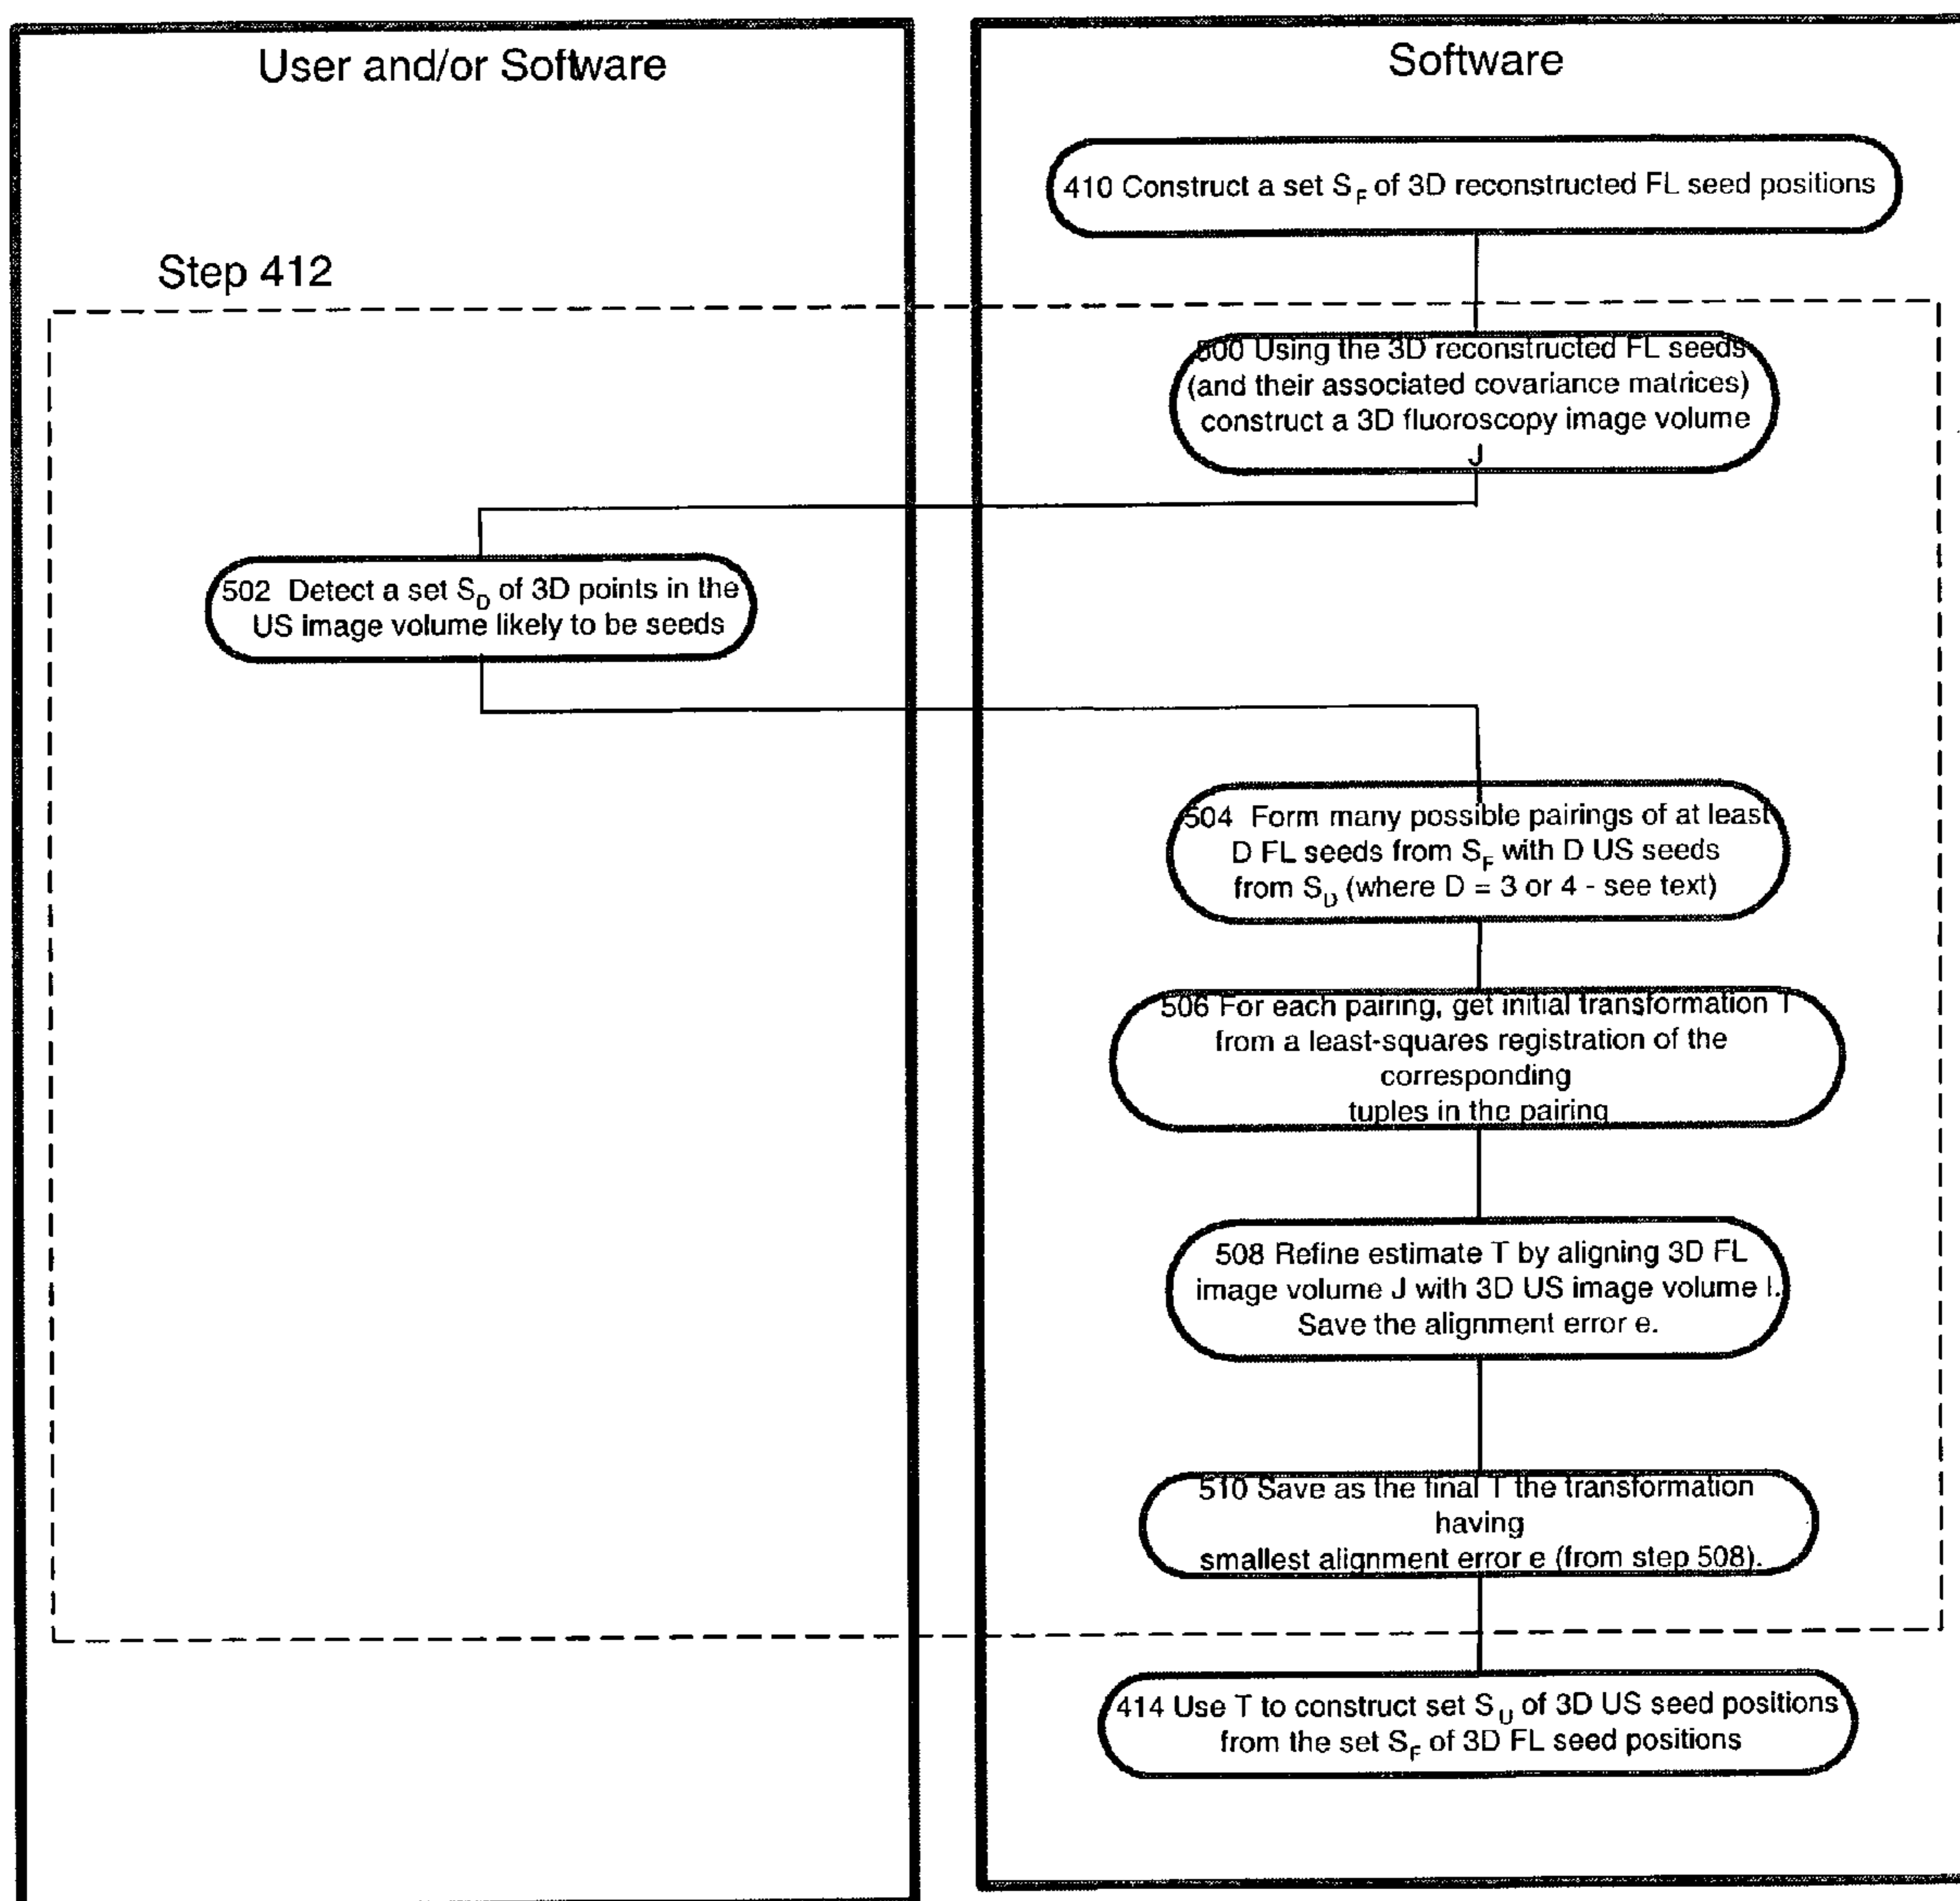 User and/or Software
Software
410 Construct a set S_F of 3D reconstructed FL seed positions
Step 412
500 Using the 3D reconstructed FL seeds
(and their associated covariance matrices)
construct a 3D fluoroscopy image volume
J
502 Detect a set S_D of 3D points in the
US image volume likely to be seeds
504 Form many possible pairings of at least
D FL seeds from S_F with D US seeds
from S_D (where D = 3 or 4 - see text)
506 For each pairing, get initial transformation T
from a least-squares registration of the
corresponding
tuples in the pairing
508 Refine estimate T by aligning 3D FL
image volume J with 3D US image volume I.
Save the alignment error e.
510 Save as the final T the transformation
having
smallest alignment error e (from step 508).
414 Use T to construct set S_U of 3D US seed positions
from the set S_F of 3D FL seed positions